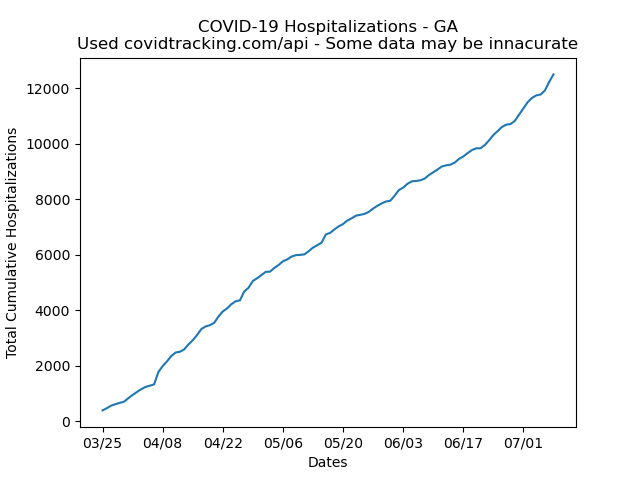 COVID-19 Hospitalizations - GA
Used covidtracking.com/api - Some data may be innacurate
Total Cumulative Hospitalizations
12000
10000
8000
6000
4000
2000
0
03/25 04/08 04/22 05/06 05/20 06/03 06/17 07/01
Dates